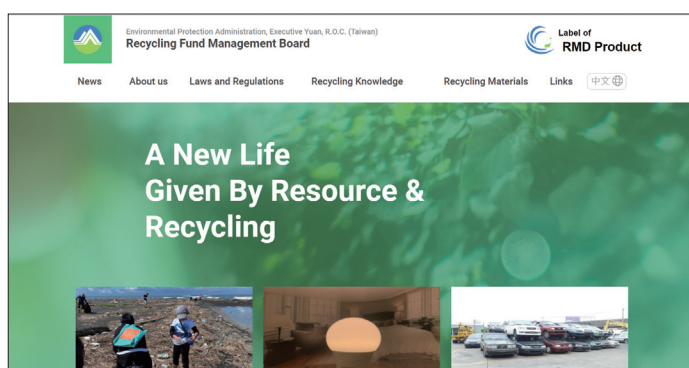 Environmental Protection Administration, Executive Yuan, R.O.C. (Taiwan)
Recycling Fund Management Board
Label of
RMD Product
News About us Laws and Regulations Recycling Knowledge Recycling Materials Links 中文
A New Life
Given By Resource &
Recycling